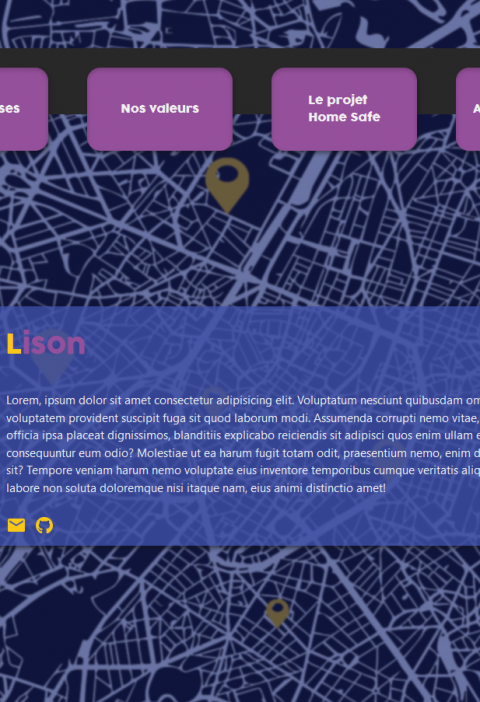 ses
Nos valeurs
Le projet
Home Safe
A
Lison
Lorem, ipsum dolor sit amet consectetur adipisicing elit. Voluptatum nesciunt quibusdam om
voluptatem provident suscipit fuga sit quod laborum modi. Assumenda corrupti nemo vitae,
officia ipsa placeat dignissimos, blanditiis explicabo reiciendis sit adipisci quos enim ullam e
consequuntur eum odio? Molestiae ut ea harum fugit totam odit, praesentium nemo, enim d
sit? Tempore veniam harum nemo voluptate eius inventore temporibus cumque veritatis aliq
labore non soluta doloremque nisi itaque nam, eius animi distinctio amet!